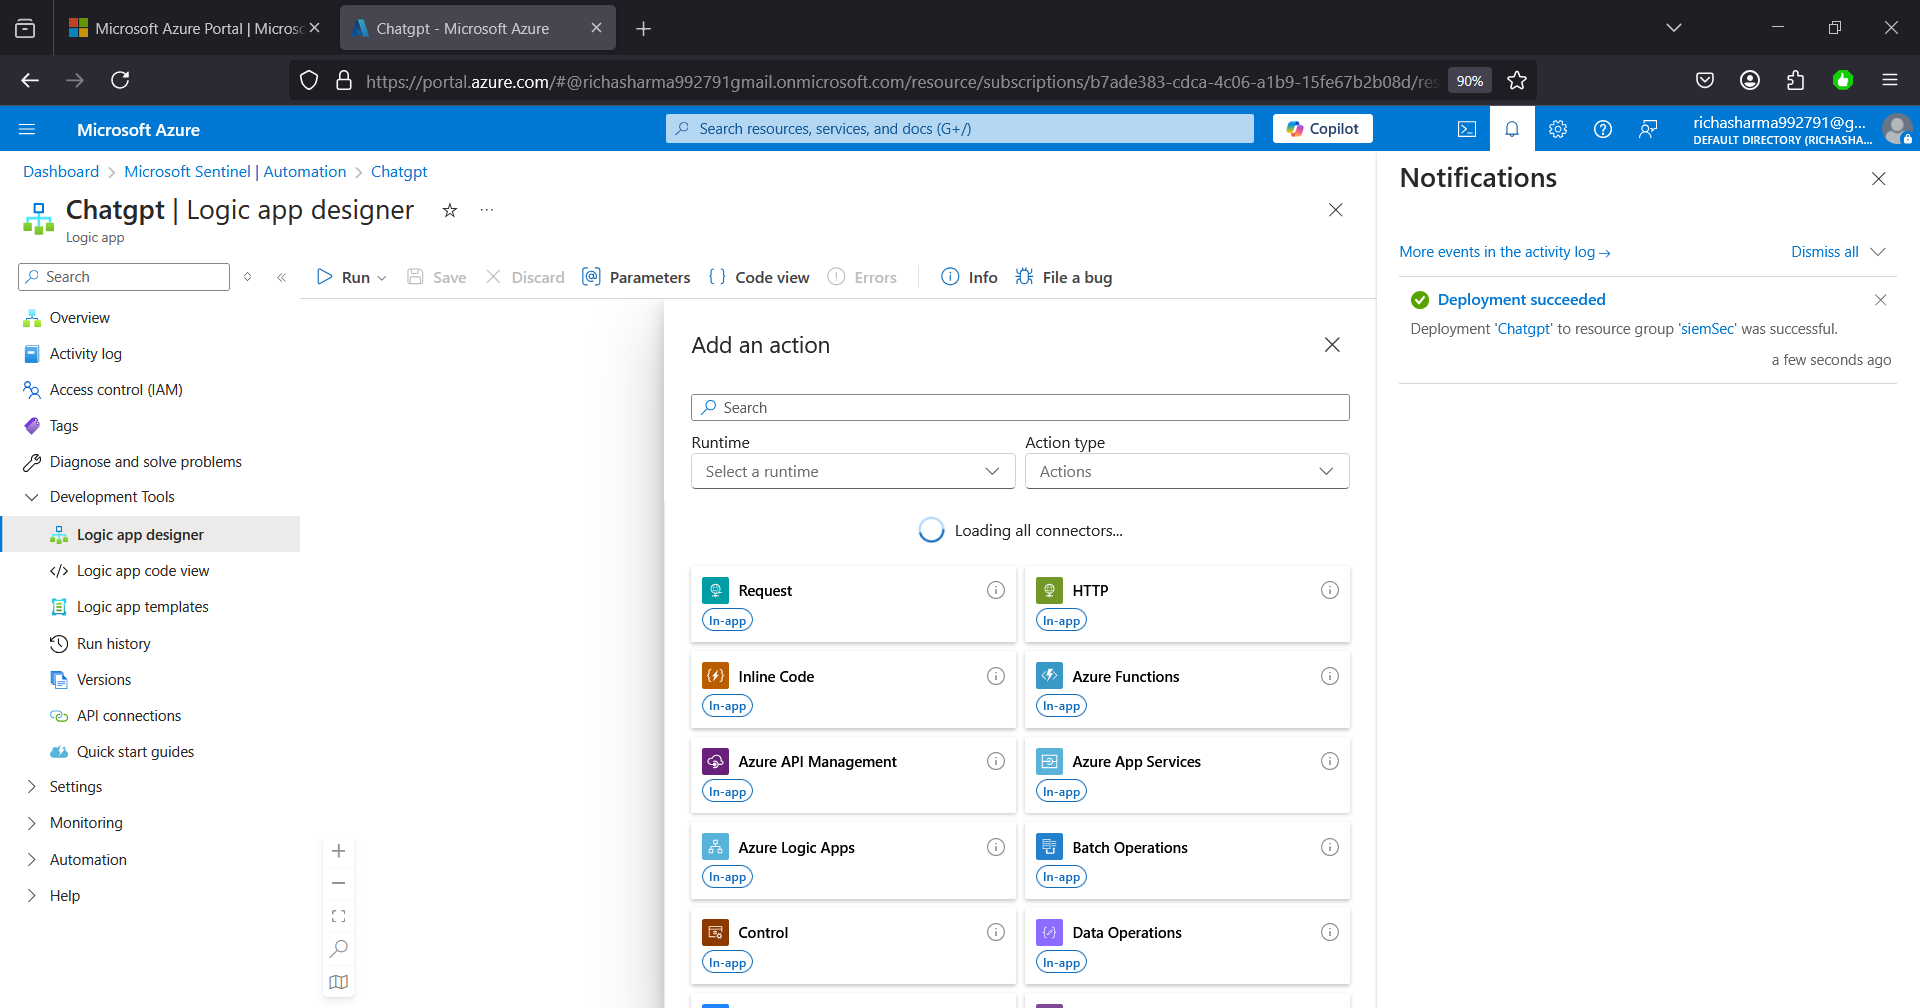 Microsoft Azure Portal | Microso
Chatgpt - Microsoft Azure
https://portal.azure.com/#@richasharma992791gmail.onmicrosoft.com/resource/subscriptions/b7ade383-cdca-4c06-a1b9-15fe67b2b08d/res
90%
Microsoft Azure
Search resources, services, and docs (G+/)
Copilot
richasharma992791@g...
DEFAULT DIRECTORY (RICHASHA...
Dashboard > Microsoft Sentinel | Automation > Chatgpt
Chatgpt | Logic app designer
Logic app
Search
Overview
Activity log
Access control (IAM)
Tags
Diagnose and solve problems
Development Tools
Logic app designer
Logic app code view
Logic app templates
Run history
Versions
API connections
Quick start guides
Settings
Monitoring
Automation
Help
Run
Save
Discard
Parameters
Code view
Errors
Info
File a bug
Add an action
Search
Runtime
Select a runtime
Action type
Actions
Loading all connectors...
Request
In-app
HTTP
In-app
Inline Code
In-app
Azure Functions
In-app
Azure API Management
In-app
Azure App Services
In-app
Azure Logic Apps
In-app
Batch Operations
In-app
Control
In-app
Data Operations
In-app
Notifications
More events in the activity log →
Dismiss all
Deployment succeeded
Deployment 'Chatgpt' to resource group 'siemSec' was successful.
a few seconds ago